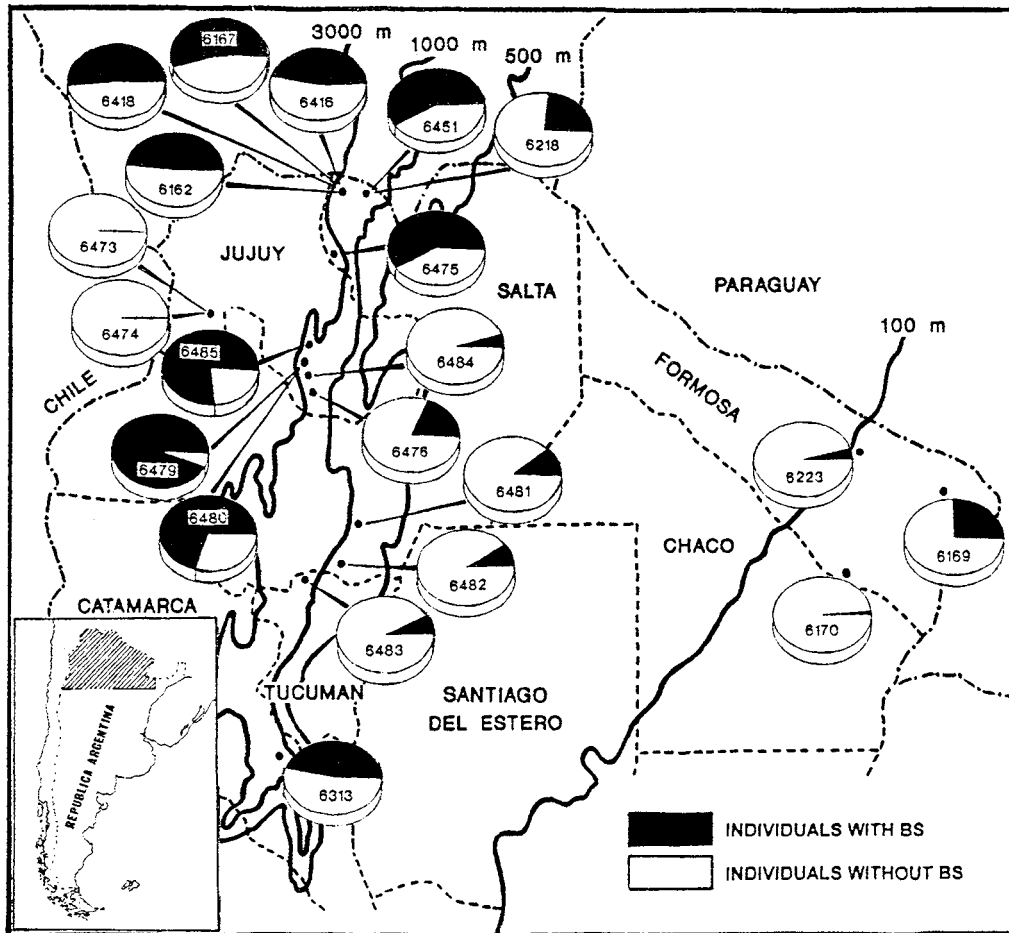 3000 m
1000 m
500 m
6167
6418
6416
6451
6218
6162
6473
JUJUY
6475
SALTA
PARAGUAY
6474
100 m
6485
6484
CHILE
FORMOSA
6476
6479
6481
6223
6480
CHACO
6169
6482
CATAMARCA
6170
6483
TUCUMAN
SANTIAGO
DEL ESTERO
REPUBLICA ARGENTINA
6313
INDIVIDUALS WITH BS
INDIVIDUALS WITHOUT BS